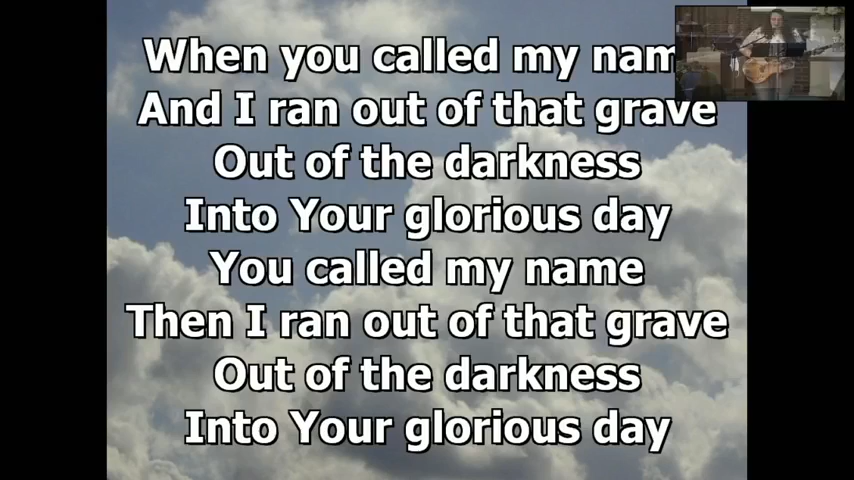 When you called my nam
And I ran out of that grave
Out of the darkness
Into Your glorious day
You called my name
Then I ran out of that grave
Out of the darkness
Into Your glorious day